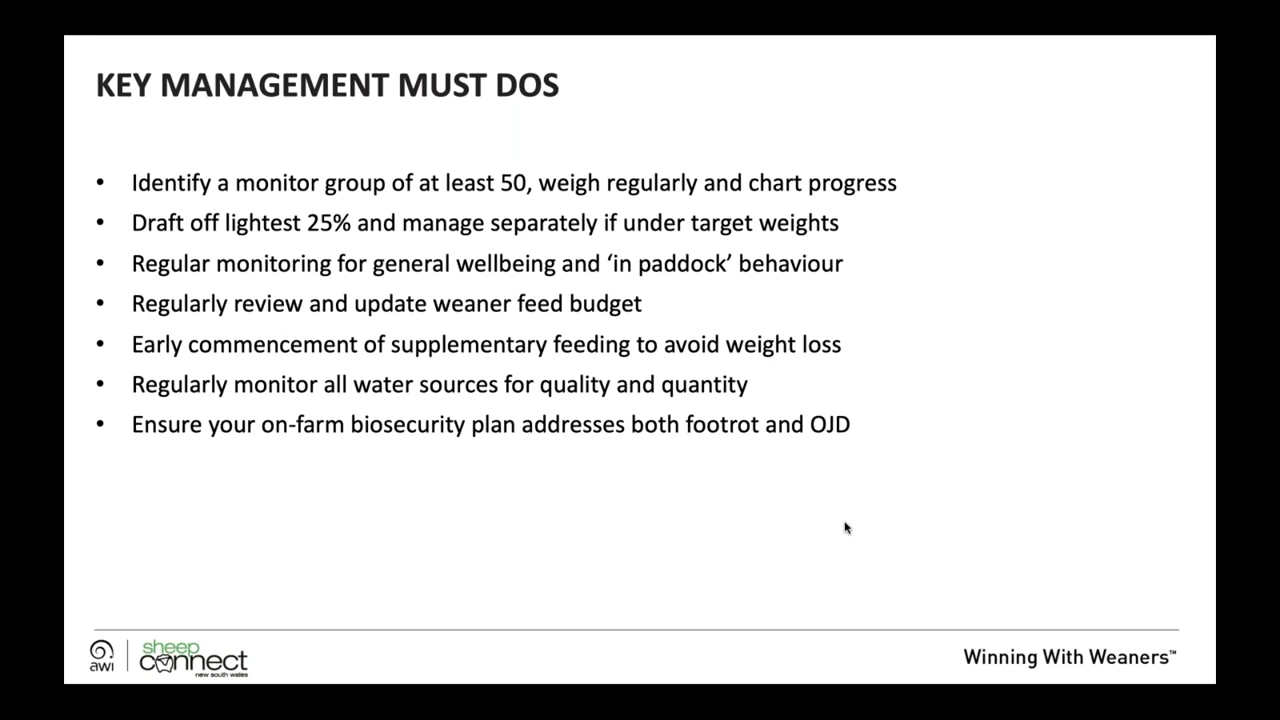 KEY MANAGEMENT MUST DOS
• Identify a monitor group of at least 50, weigh regularly and chart progress
• Draft off lightest 25% and manage separately if under target weights
• Regular monitoring for general wellbeing and ‘in paddock’ behaviour
• Regularly review and update weaner feed budget
• Early commencement of supplementary feeding to avoid weight loss
• Regularly monitor all water sources for quality and quantity
• Ensure your on-farm biosecurity plan addresses both footrot and OJD
awi
sheep
connect
new south wales
Winning With Weaners™